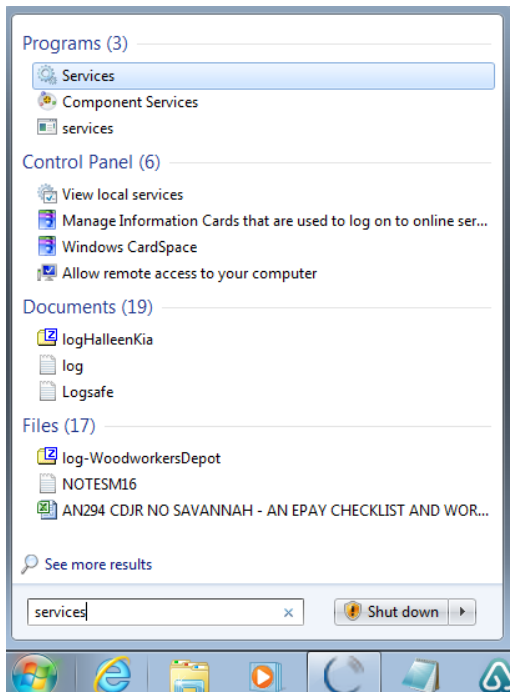 Programs (3)
Services
Component Services
services
Control Panel (6)
View local services
Manage Information Cards that are used to log on to online ser...
Windows CardSpace
Allow remote access to your computer
Documents (19)
logHalleenKia
log
Logsafe
Files (17)
log-WoodworkersDepot
NOTESM16
AN294 CDJR NO SAVANNAH - AN EPAY CHECKLIST AND WOR...
See more results
services
Shut down